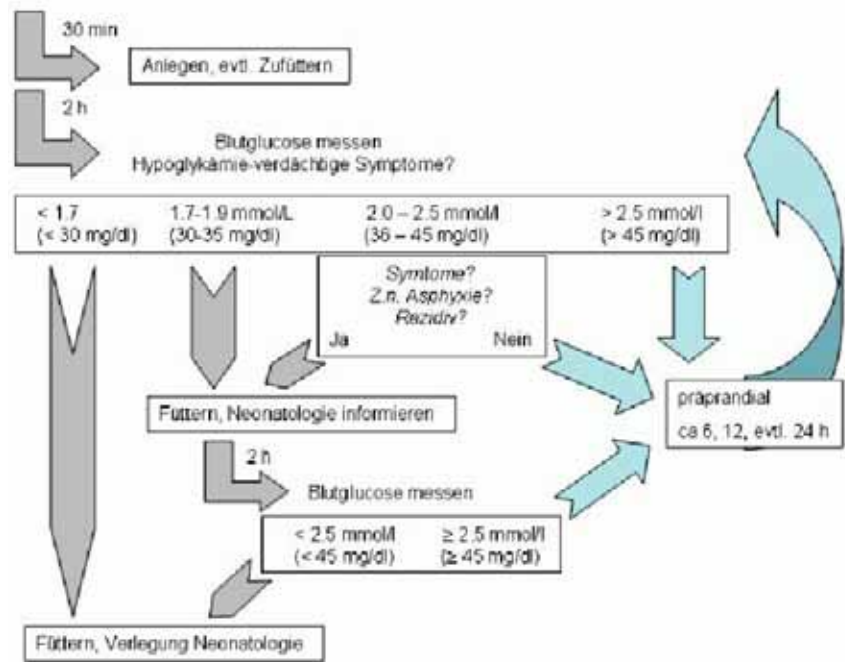 30 min
Anlegen, evtl. Zufüttern
2 h
Blutglucose messen
Hypoglykämie-verdächtige Symptome?
< 1.7
(< 30 mg/dl)
1.7-1.9 mmol/L
(30-35 mg/dl)
2.0 – 2.5 mmol/l
(36 – 45 mg/dl)
> 2.5 mmol/l
(> 45 mg/dl)
Symtome?
Z.n. Asphyxie?
Rezidiv?
Ja Nein
Füttern, Neonatologie informieren
präprandial
ca 6, 12, evtl. 24 h
2 h
Blutglucose messen
< 2.5 mmol/l
(< 45 mg/dl)
≥ 2.5 mmol/l
(≥ 45 mg/dl)
Füttern, Verlegung Neonatologie